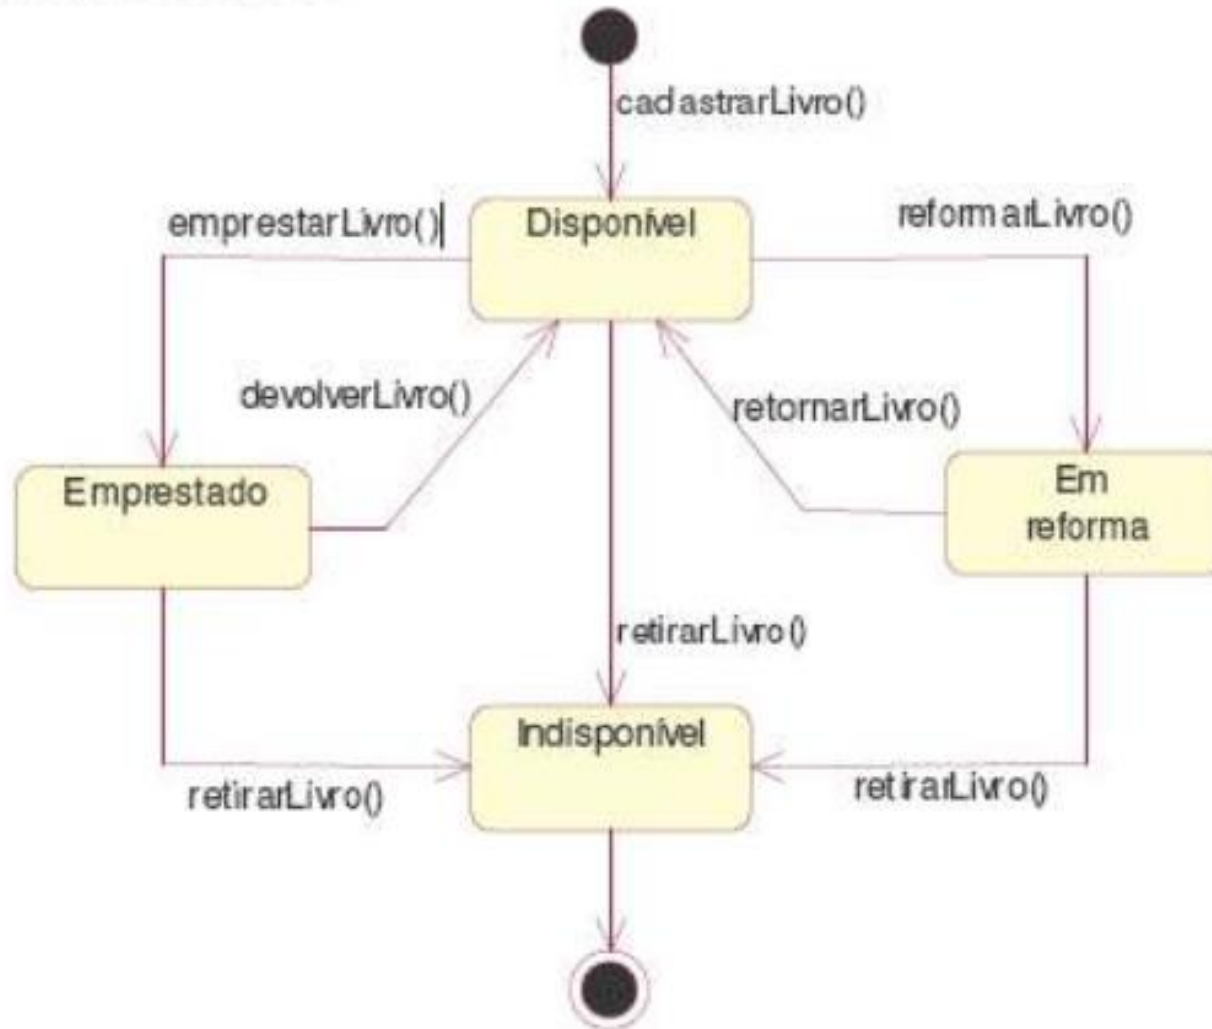 cadastrarLivro()
emprestarLivro()
Disponível
reformarLivro()
devolverLivro()
retornarLivro()
Emprestado
Em
reforma
retirarLivro()
Indisponível
retirarLivro()
retirarLivro()